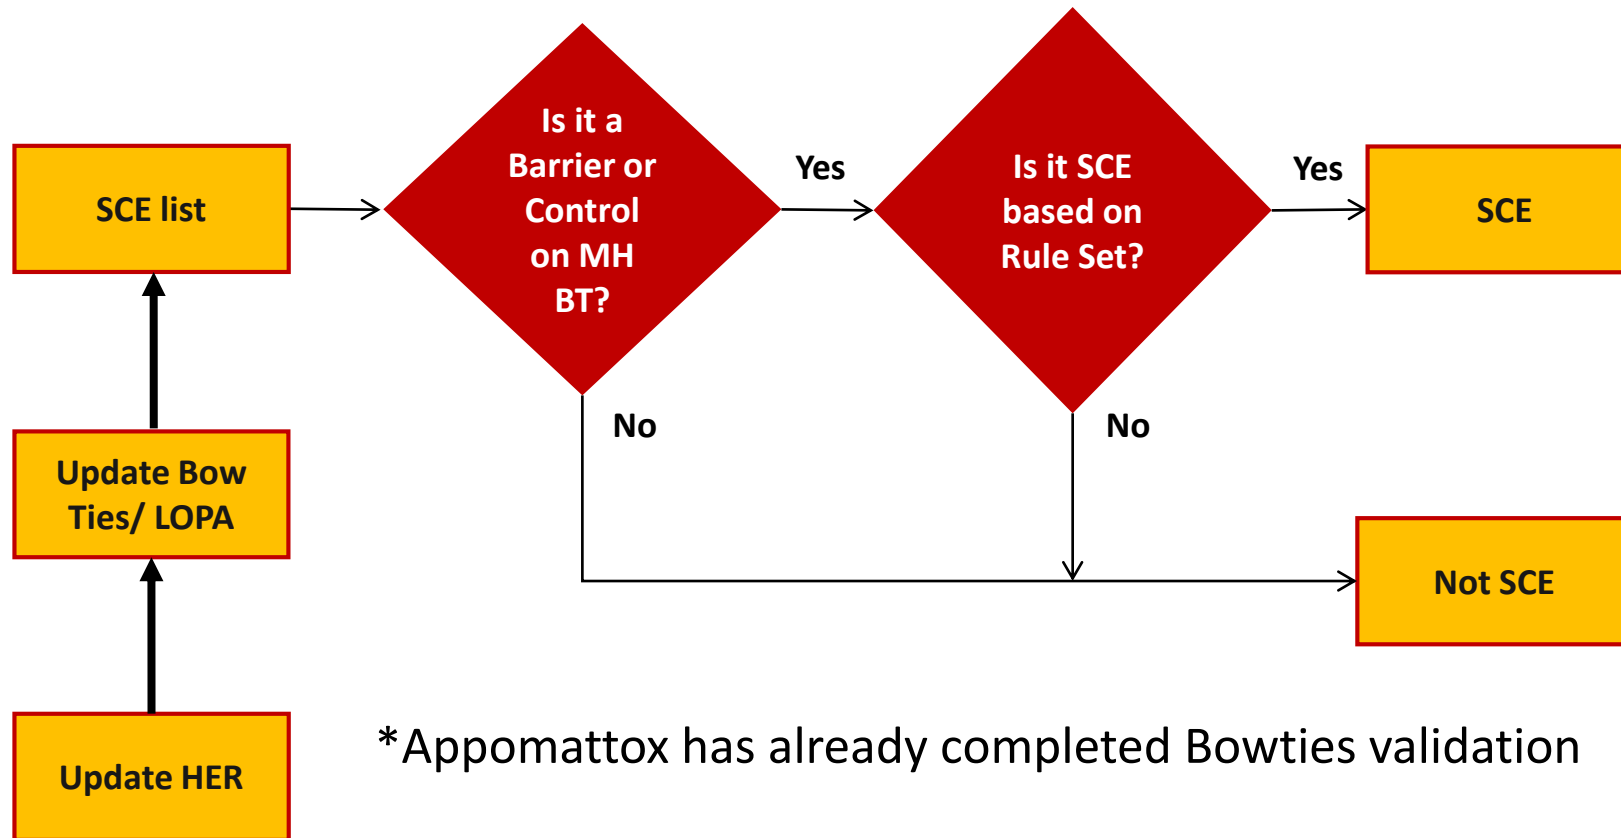 Is it a
Barrier or
Control
on MH
BT?
Is it SCE
based on
Rule Set?
SCE list
Yes
Yes
SCE
No
No
Update Bow
Ties/ LOPA
Not SCE
Update HER
*Appomattox has already completed Bowties validation